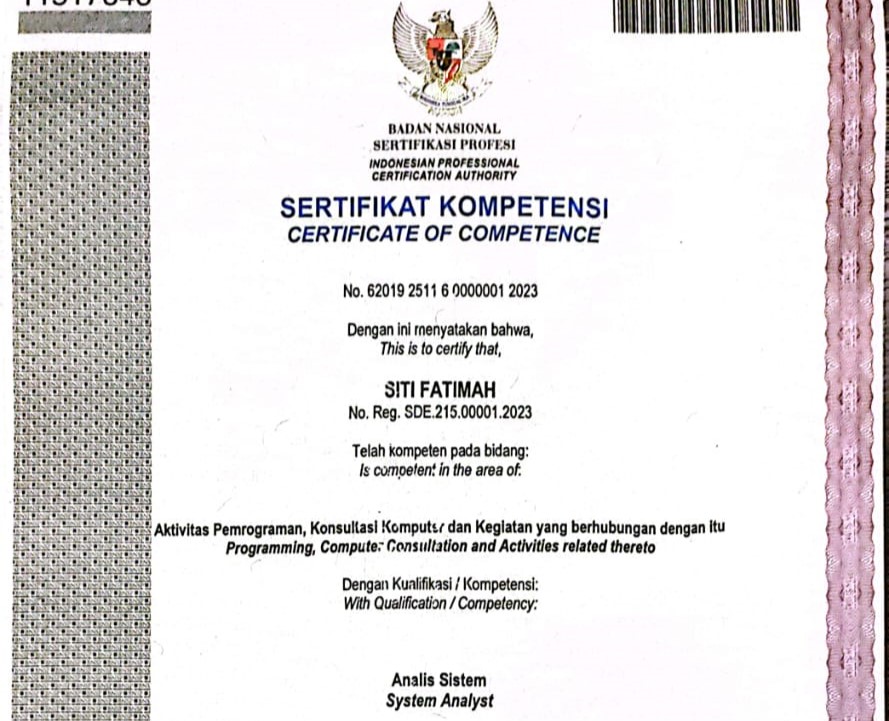 BADAN NASIONAL
SERTIFIKASI PROFESI
INDONESIAN PROFESSIONAL
CERTIFICATION AUTHORITY
SERTIFIKAT KOMPETENSI
CERTIFICATE OF COMPETENCE
No. 62019 2511 6 0000001 2023
Dengan ini menyatakan bahwa,
This is to certify that,
SITI FATIMAH
No. Reg. SDE.215.00001.2023
Telah kompeten pada bidang:
Is competent in the area of:
Aktivitas Pemrograman, Konsultasi Komputer dan Kegiatan yang berhubungan dengan itu
Programming, Computer Consultation and Activities related thereto
Dengan Kualifikasi / Kompetensi:
With Qualification / Competency:
Analis Sistem
System Analyst